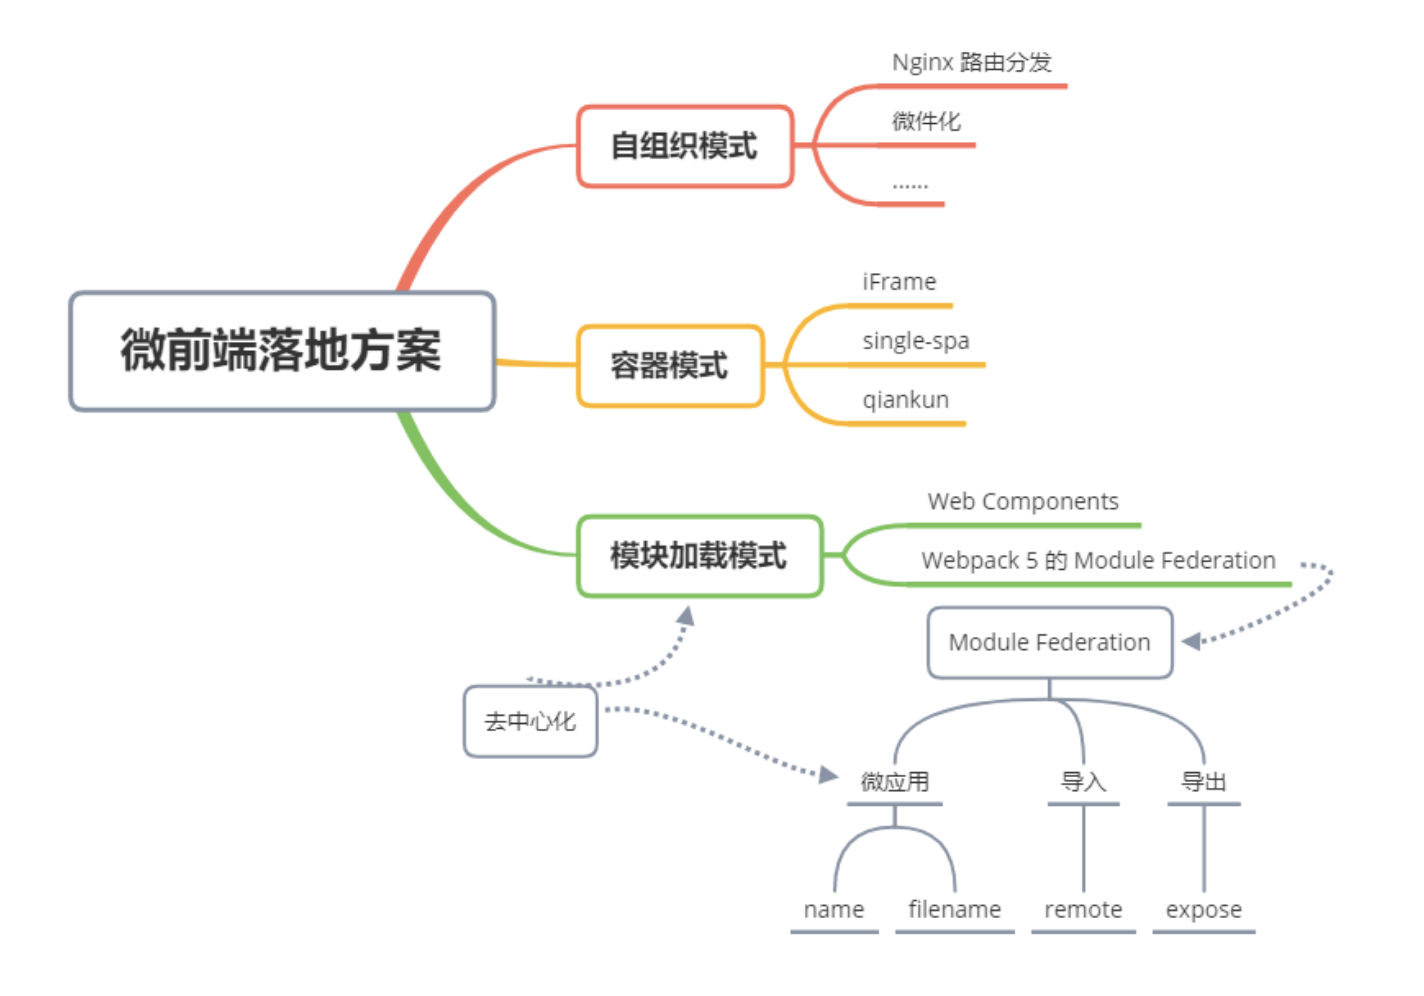 微前端落地方案
自组织模式
Nginx 路由分发
微件化
......
容器模式
iFrame
single-spa
qiankun
模块加载模式
Web Components
Webpack 5 的 Module Federation
Module Federation
去中心化
微应用
导入
导出
name
filename
remote
expose